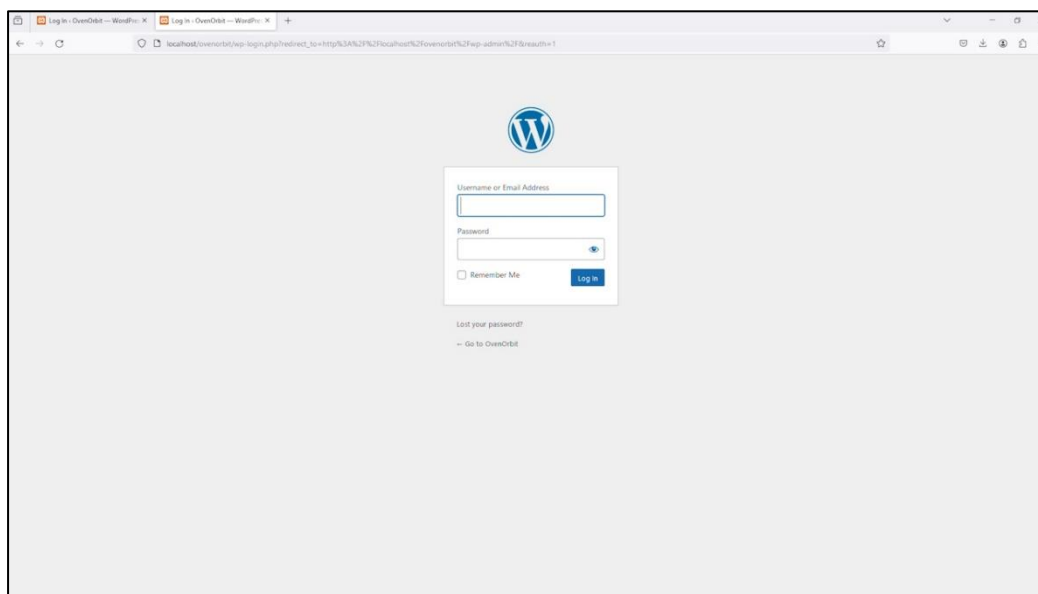 Log In ‹ OvenOrbit — WordPre
Log In ‹ OvenOrbit — WordPre
localhost/ovenorbit/wp-login.php?redirect_to=http%3A%2F%2Flocalhost%2Fovenorbit%2Fwp-admin%2F&reauth=1
Username or Email Address
Password
Remember Me
Log In
Lost your password?
← Go to OvenOrbit